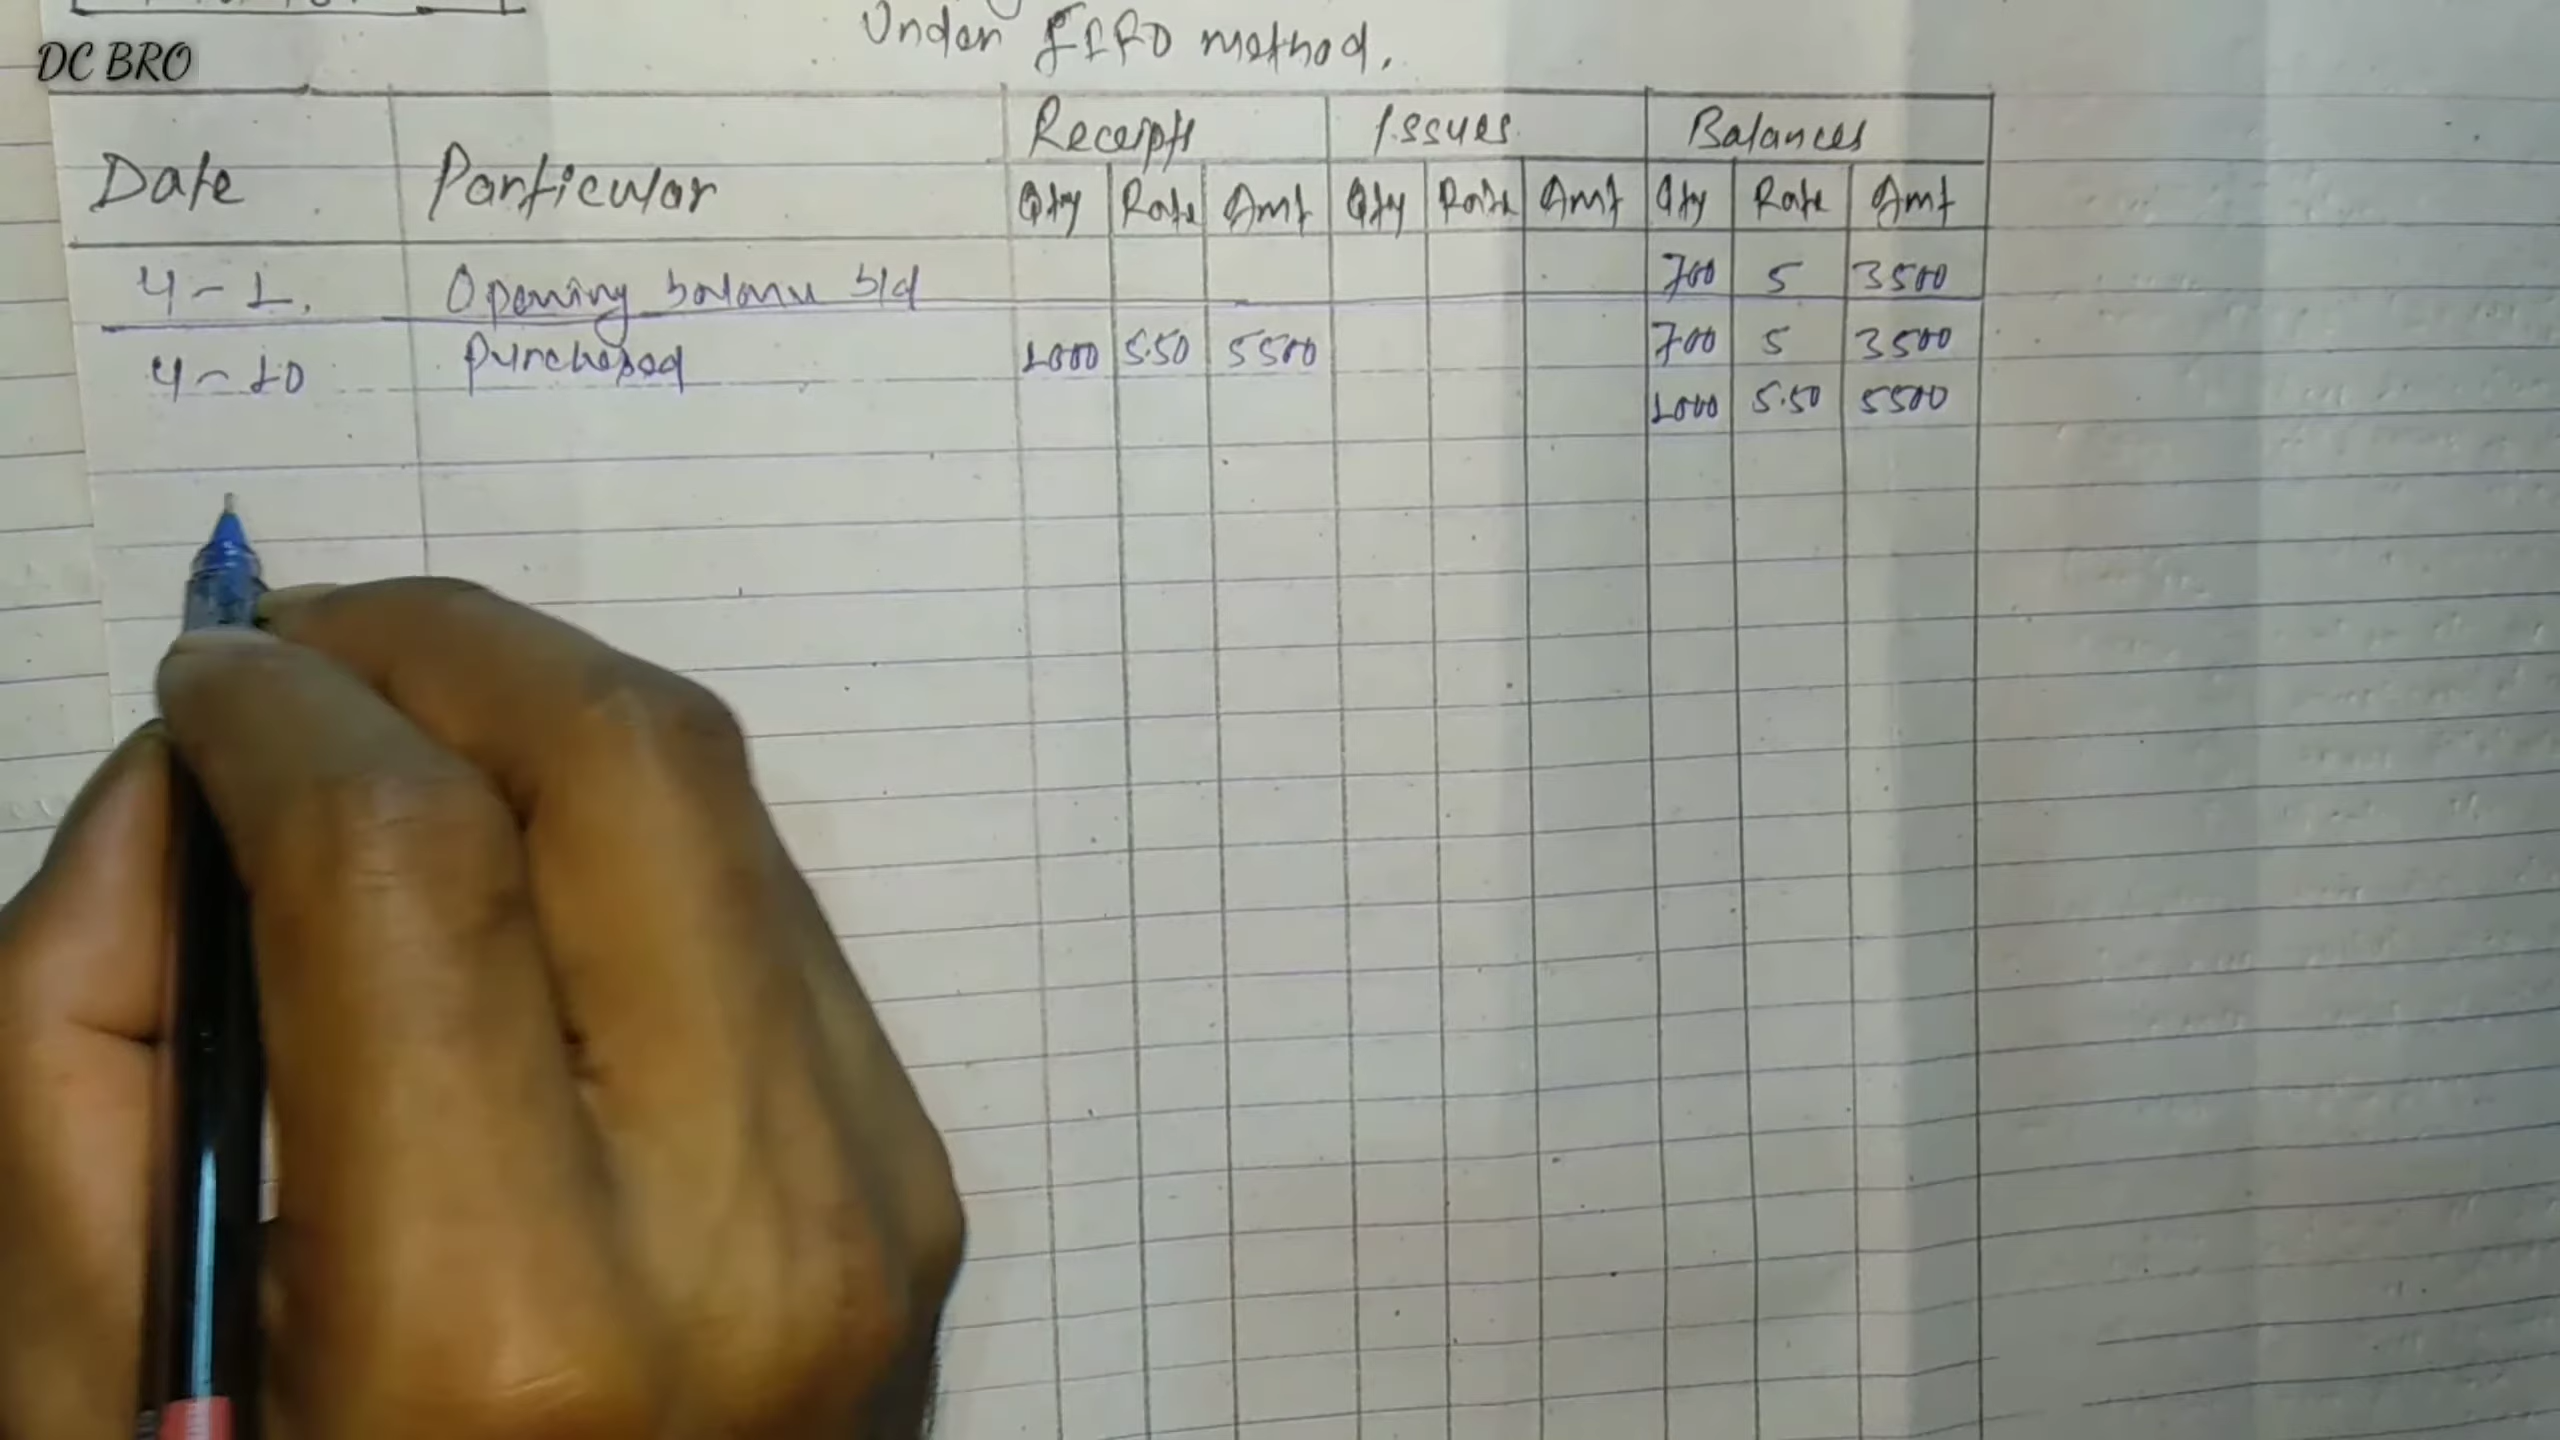 DC BRO
Under FIFO method.
Date Particular Receipts Issues Balances
Qty Rate Amt Qty Rate Amt Qty Rate Amt
4-1. Opening balance b/d 700 5 3500
4-10 Purchased 1000 5.50 5500 700 5 3500
1000 5.50 5500